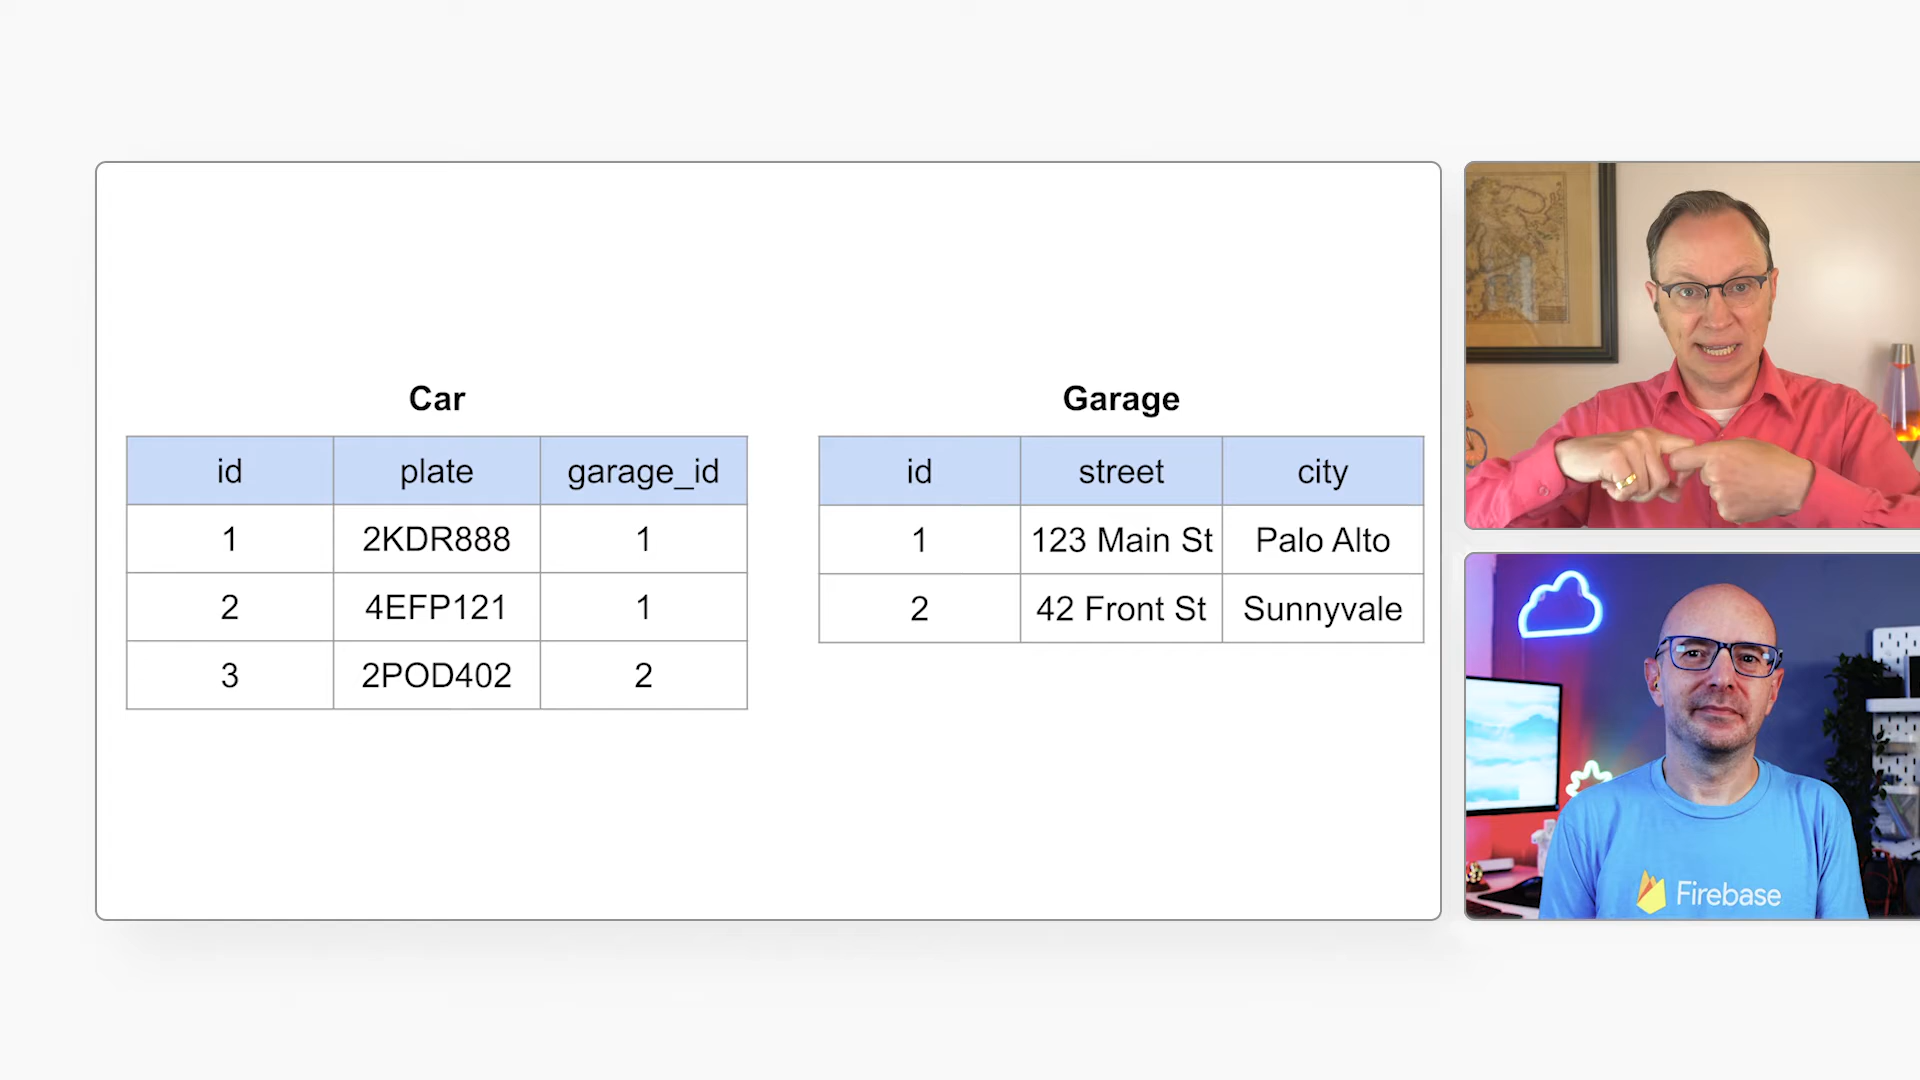 Car
id plate garage_id
1 2KDR888 1
2 4EFP121 1
3 2POD402 2
Garage
id street city
1 123 Main St Palo Alto
2 42 Front St Sunnyvale
Firebase